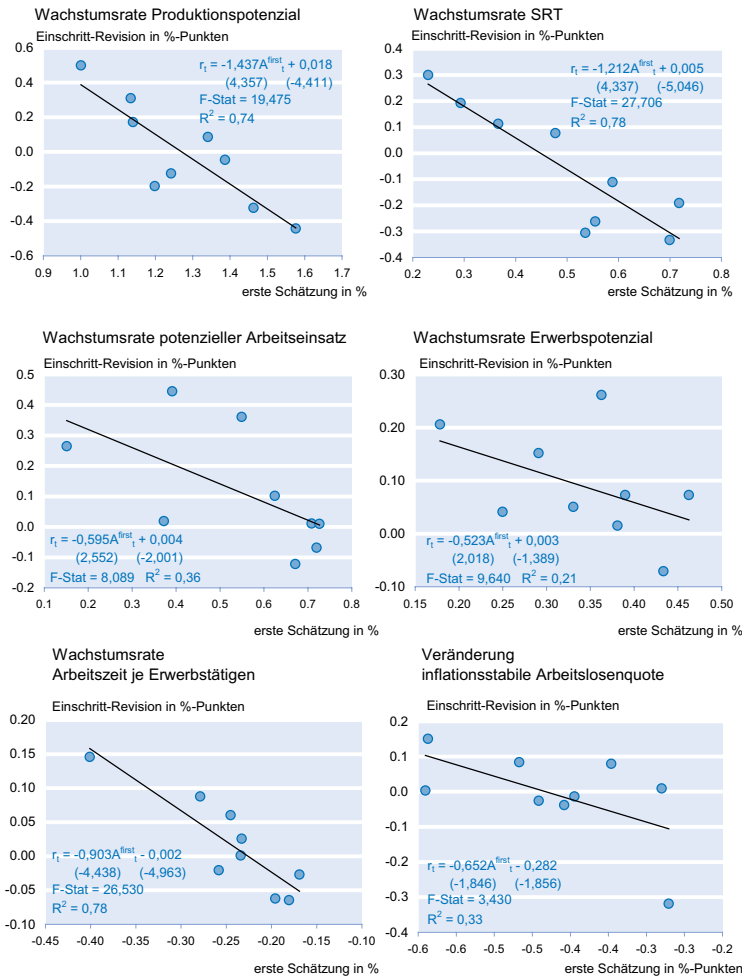 Wachstumsrate Produktionspotenzial
Einschritt-Revision in %-Punkten
0.6
0.4
0.2
0.0
-0.2
-0.4
-0.6
r_t = -1,437A^first_t + 0,018
(4,357) (-4,411)
F-Stat = 19,475
R² = 0,74
0.9 1.0 1.1 1.2 1.3 1.4 1.5 1.6 1.7
erste Schätzung in %
Wachstumsrate SRT
Einschritt-Revision in %-Punkten
0.4
0.3
0.2
0.1
0.0
-0.1
-0.2
-0.3
-0.4
r_t = -1,212A^first_t + 0,005
(4,337) (-5,046)
F-Stat = 27,706
R² = 0,78
0.2 0.3 0.4 0.5 0.6 0.7 0.8
erste Schätzung in %
Wachstumsrate potenzieller Arbeitseinsatz
Einschritt-Revision in %-Punkten
0.5
0.4
0.3
0.2
0.1
0.0
-0.1
-0.2
r_t = -0,595A^first_t + 0,004
(2,552) (-2,001)
F-Stat = 8,089 R² = 0,36
0.1 0.2 0.3 0.4 0.5 0.6 0.7 0.8
erste Schätzung in %
Wachstumsrate Erwerbspotenzial
Einschritt-Revision in %-Punkten
0.30
0.20
0.10
0.00
-0.10
r_t = -0,523A^first_t + 0,003
(2,018) (-1,389)
F-Stat = 9,640 R² = 0,21
0.15 0.20 0.25 0.30 0.35 0.40 0.45 0.50
erste Schätzung in %
Wachstumsrate
Arbeitszeit je Erwerbstätigen
Einschritt-Revision in %-Punkten
0.20
0.15
0.10
0.05
0.00
-0.05
-0.10
r_t = -0,903A^first_t - 0,002
(-4,438) (-4,963)
F-Stat = 26,530
R² = 0,78
-0.45 -0.40 -0.35 -0.30 -0.25 -0.20 -0.15 -0.10
erste Schätzung in %
Veränderung
inflationsstabile Arbeitslosenquote
Einschritt-Revision in %-Punkten
0.2
0.1
0.0
-0.1
-0.2
-0.3
-0.4
r_t = -0,652A^first_t - 0,282
(-1,846) (-1,856)
F-Stat = 3,430
R² = 0,33
-0.6 -0.6 -0.5 -0.5 -0.4 -0.4 -0.3 -0.3 -0.2
erste Schätzung in %-Punkten